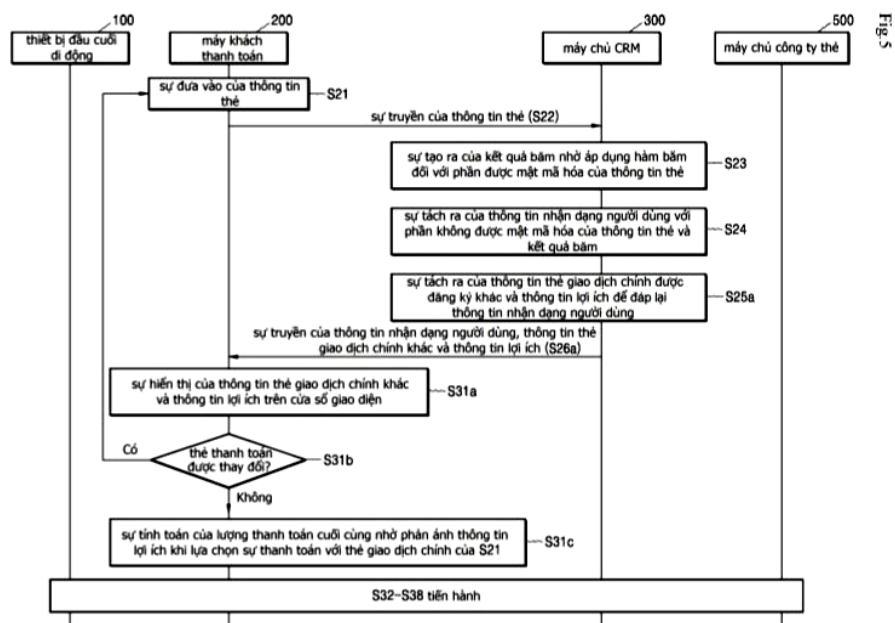 Fig.5
100
200
300
500
thiết bị đầu cuối
di động
máy khách
thanh toán
máy chủ CRM
máy chủ công ty thẻ
sự đưa vào của thông tin
thẻ
S21
sự truyền của thông tin thẻ (S22)
sự tạo ra của kết quả băm nhờ áp dụng hàm băm
đối với phần được mật mã hóa của thông tin thẻ
S23
sự tách ra của thông tin nhận dạng người dùng với
phần không được mật mã hóa của thông tin thẻ và
kết quả băm
S24
sự tách ra của thông tin thẻ giao dịch chính được
đăng ký khác và thông tin lợi ích để đáp lại
thông tin nhận dạng người dùng
S25a
sự truyền của thông tin nhận dạng người dùng, thông tin thẻ
giao dịch chính khác và thông tin lợi ích (S26a)
sự hiển thị của thông tin thẻ giao dịch chính khác
và thông tin lợi ích trên cửa sổ giao diện
S31a
Có
thẻ thanh toán
được thay đổi?
S31b
Không
sự tính toán của lượng thanh toán cuối cùng nhờ phản ánh thông tin
lợi ích khi lựa chọn sự thanh toán với thẻ giao dịch chính của S21
S31c
S32-S38 tiến hành